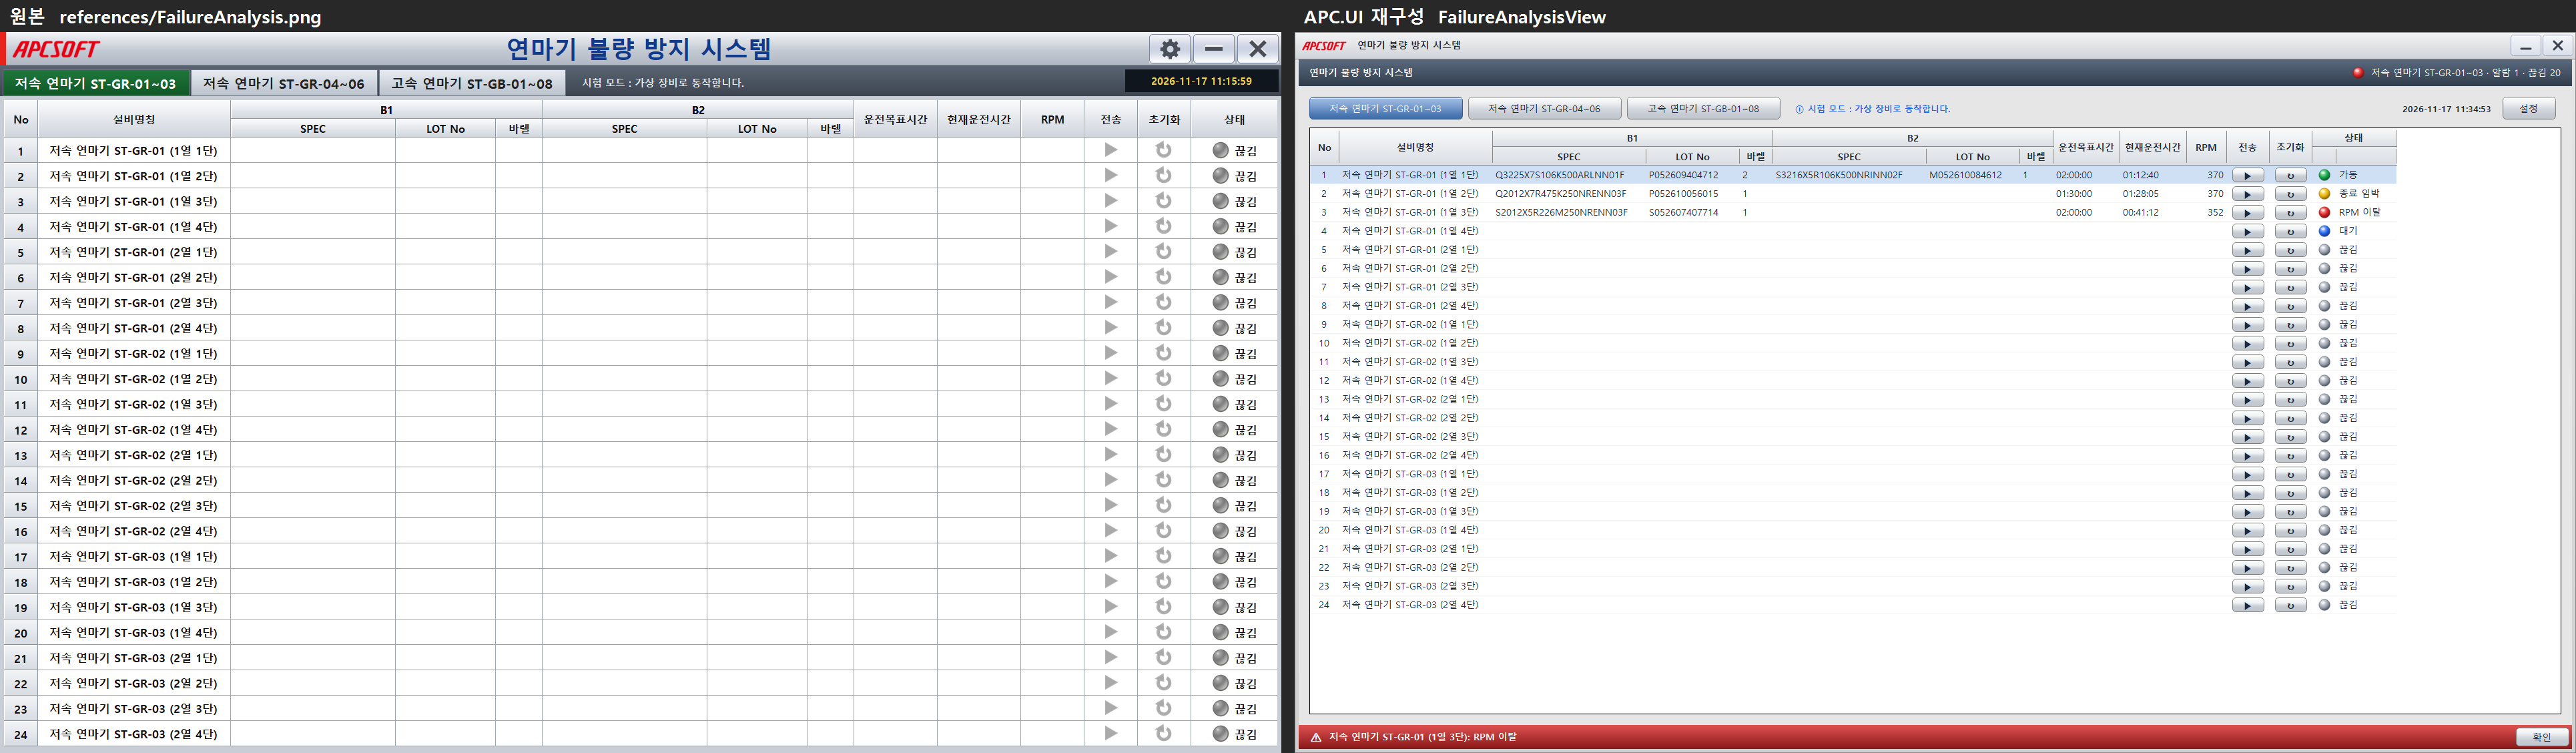 원본 references/FailureAnalysis.png
APCSOFT 연마기 불량 방지 시스템
저속 연마기 ST-GR-01~03 저속 연마기 ST-GR-04~06 고속 연마기 ST-GB-01~08 시험 모드 : 가상 장비로 동작합니다. 2026-11-17 11:15:59
No 설비명칭 B1 B2 운전목표시간 현재운전시간 RPM 전송 초기화 상태
SPEC LOT No 바렐 SPEC LOT No 바렐
1 저속 연마기 ST-GR-01 (1열 1단) 끊김
2 저속 연마기 ST-GR-01 (1열 2단) 끊김
3 저속 연마기 ST-GR-01 (1열 3단) 끊김
4 저속 연마기 ST-GR-01 (1열 4단) 끊김
5 저속 연마기 ST-GR-01 (2열 1단) 끊김
6 저속 연마기 ST-GR-01 (2열 2단) 끊김
7 저속 연마기 ST-GR-01 (2열 3단) 끊김
8 저속 연마기 ST-GR-01 (2열 4단) 끊김
9 저속 연마기 ST-GR-02 (1열 1단) 끊김
10 저속 연마기 ST-GR-02 (1열 2단) 끊김
11 저속 연마기 ST-GR-02 (1열 3단) 끊김
12 저속 연마기 ST-GR-02 (1열 4단) 끊김
13 저속 연마기 ST-GR-02 (2열 1단) 끊김
14 저속 연마기 ST-GR-02 (2열 2단) 끊김
15 저속 연마기 ST-GR-02 (2열 3단) 끊김
16 저속 연마기 ST-GR-02 (2열 4단) 끊김
17 저속 연마기 ST-GR-03 (1열 1단) 끊김
18 저속 연마기 ST-GR-03 (1열 2단) 끊김
19 저속 연마기 ST-GR-03 (1열 3단) 끊김
20 저속 연마기 ST-GR-03 (1열 4단) 끊김
21 저속 연마기 ST-GR-03 (2열 1단) 끊김
22 저속 연마기 ST-GR-03 (2열 2단) 끊김
23 저속 연마기 ST-GR-03 (2열 3단) 끊김
24 저속 연마기 ST-GR-03 (2열 4단) 끊김
APC.UI 재구성 FailureAnalysisView
APCSOFT 연마기 불량 방지 시스템
연마기 불량 방지 시스템 저속 연마기 ST-GR-01~03 · 알람 1 · 끊김 20
저속 연마기 ST-GR-01~03 저속 연마기 ST-GR-04~06 고속 연마기 ST-GB-01~08 시험 모드 : 가상 장비로 동작합니다. 2026-11-17 11:34:53 설정
No 설비명칭 B1 B2 운전목표시간 현재운전시간 RPM 전송 초기화 상태
SPEC LOT No 바렐 SPEC LOT No 바렐
1 저속 연마기 ST-GR-01 (1열 1단) Q3225X7S106K500ARLNN01F P052609404712 2 S3216X5R106K500NRINN02F M052610084612 1 02:00:00 01:12:40 370 가동
2 저속 연마기 ST-GR-01 (1열 2단) Q2012X7R475K250NRENN03F P052610056015 1 01:30:00 01:28:05 370 종료 임박
3 저속 연마기 ST-GR-01 (1열 3단) S2012X5R226M250NRENN03F S052607407714 1 02:00:00 00:41:12 352 RPM 이탈
4 저속 연마기 ST-GR-01 (1열 4단) 대기
5 저속 연마기 ST-GR-01 (2열 1단) 끊김
6 저속 연마기 ST-GR-01 (2열 2단) 끊김
7 저속 연마기 ST-GR-01 (2열 3단) 끊김
8 저속 연마기 ST-GR-01 (2열 4단) 끊김
9 저속 연마기 ST-GR-02 (1열 1단) 끊김
10 저속 연마기 ST-GR-02 (1열 2단) 끊김
11 저속 연마기 ST-GR-02 (1열 3단) 끊김
12 저속 연마기 ST-GR-02 (1열 4단) 끊김
13 저속 연마기 ST-GR-02 (2열 1단) 끊김
14 저속 연마기 ST-GR-02 (2열 2단) 끊김
15 저속 연마기 ST-GR-02 (2열 3단) 끊김
16 저속 연마기 ST-GR-02 (2열 4단) 끊김
17 저속 연마기 ST-GR-03 (1열 1단) 끊김
18 저속 연마기 ST-GR-03 (1열 2단) 끊김
19 저속 연마기 ST-GR-03 (1열 3단) 끊김
20 저속 연마기 ST-GR-03 (1열 4단) 끊김
21 저속 연마기 ST-GR-03 (2열 1단) 끊김
22 저속 연마기 ST-GR-03 (2열 2단) 끊김
23 저속 연마기 ST-GR-03 (2열 3단) 끊김
24 저속 연마기 ST-GR-03 (2열 4단) 끊김
저속 연마기 ST-GR-01 (1열 3단): RPM 이탈 확인